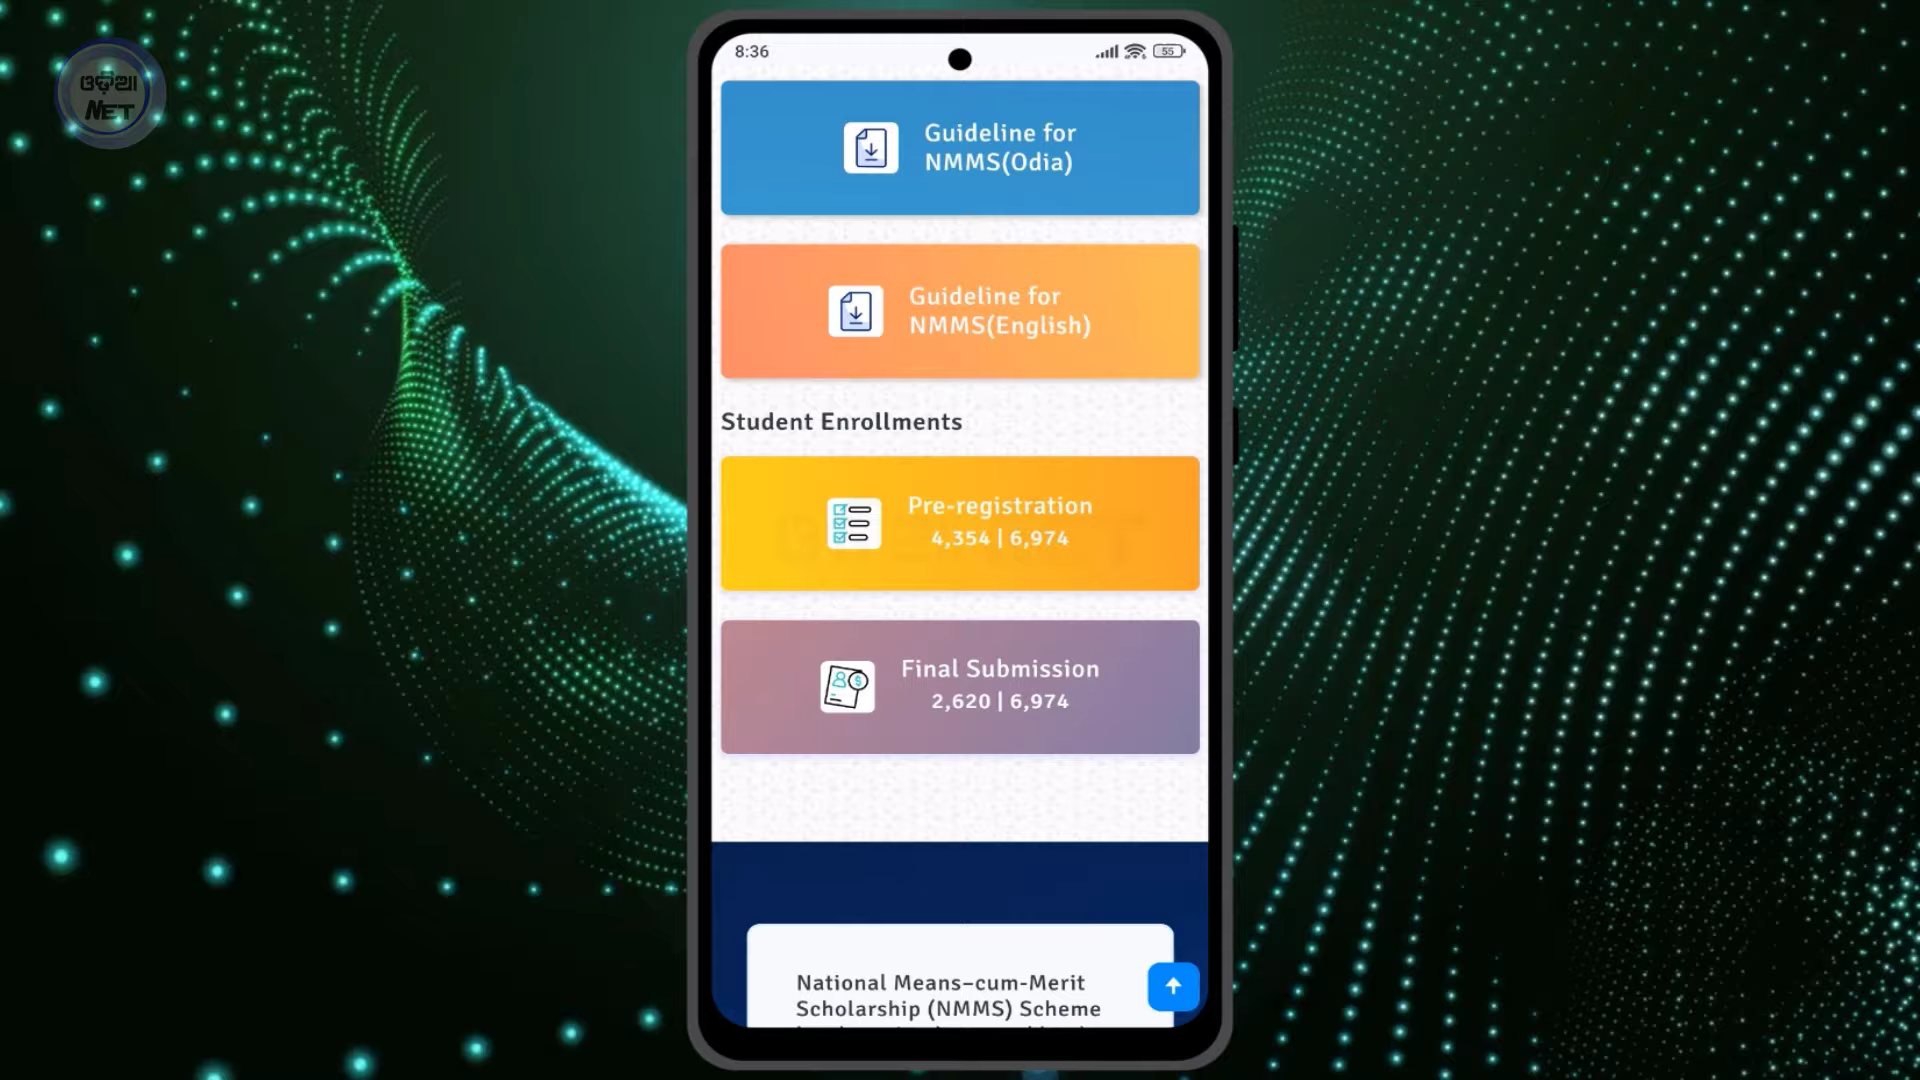 ଓଡ଼ିଆ
NET
8:36
55
Guideline for
NMMS(Odia)
Guideline for
NMMS(English)
Student Enrollments
Pre-registration
4,354 | 6,974
Final Submission
2,620 | 6,974
National Means-cum-Merit
Scholarship (NMMS) Scheme